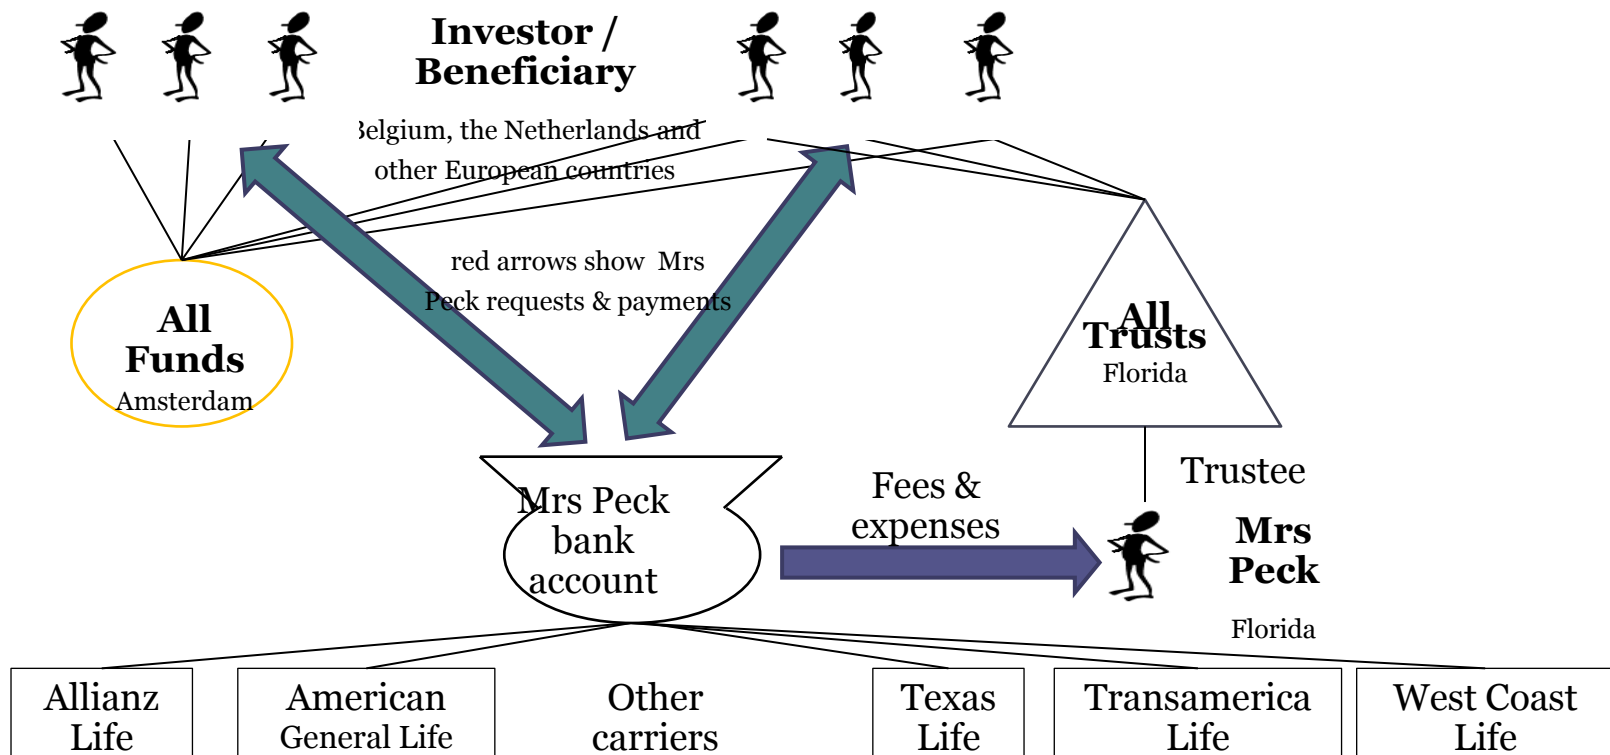 Investor /
Beneficiary
Belgium, the Netherlands and
other European countries
red arrows show Mrs
Peck requests & payments
All
Funds
Amsterdam
All
Trusts
Florida
Trustee
Mrs Peck
bank
account
Fees &
expenses
Mrs
Peck
Florida
Allianz
Life
American
General Life
Other
carriers
Texas
Life
Transamerica
Life
West Coast
Life